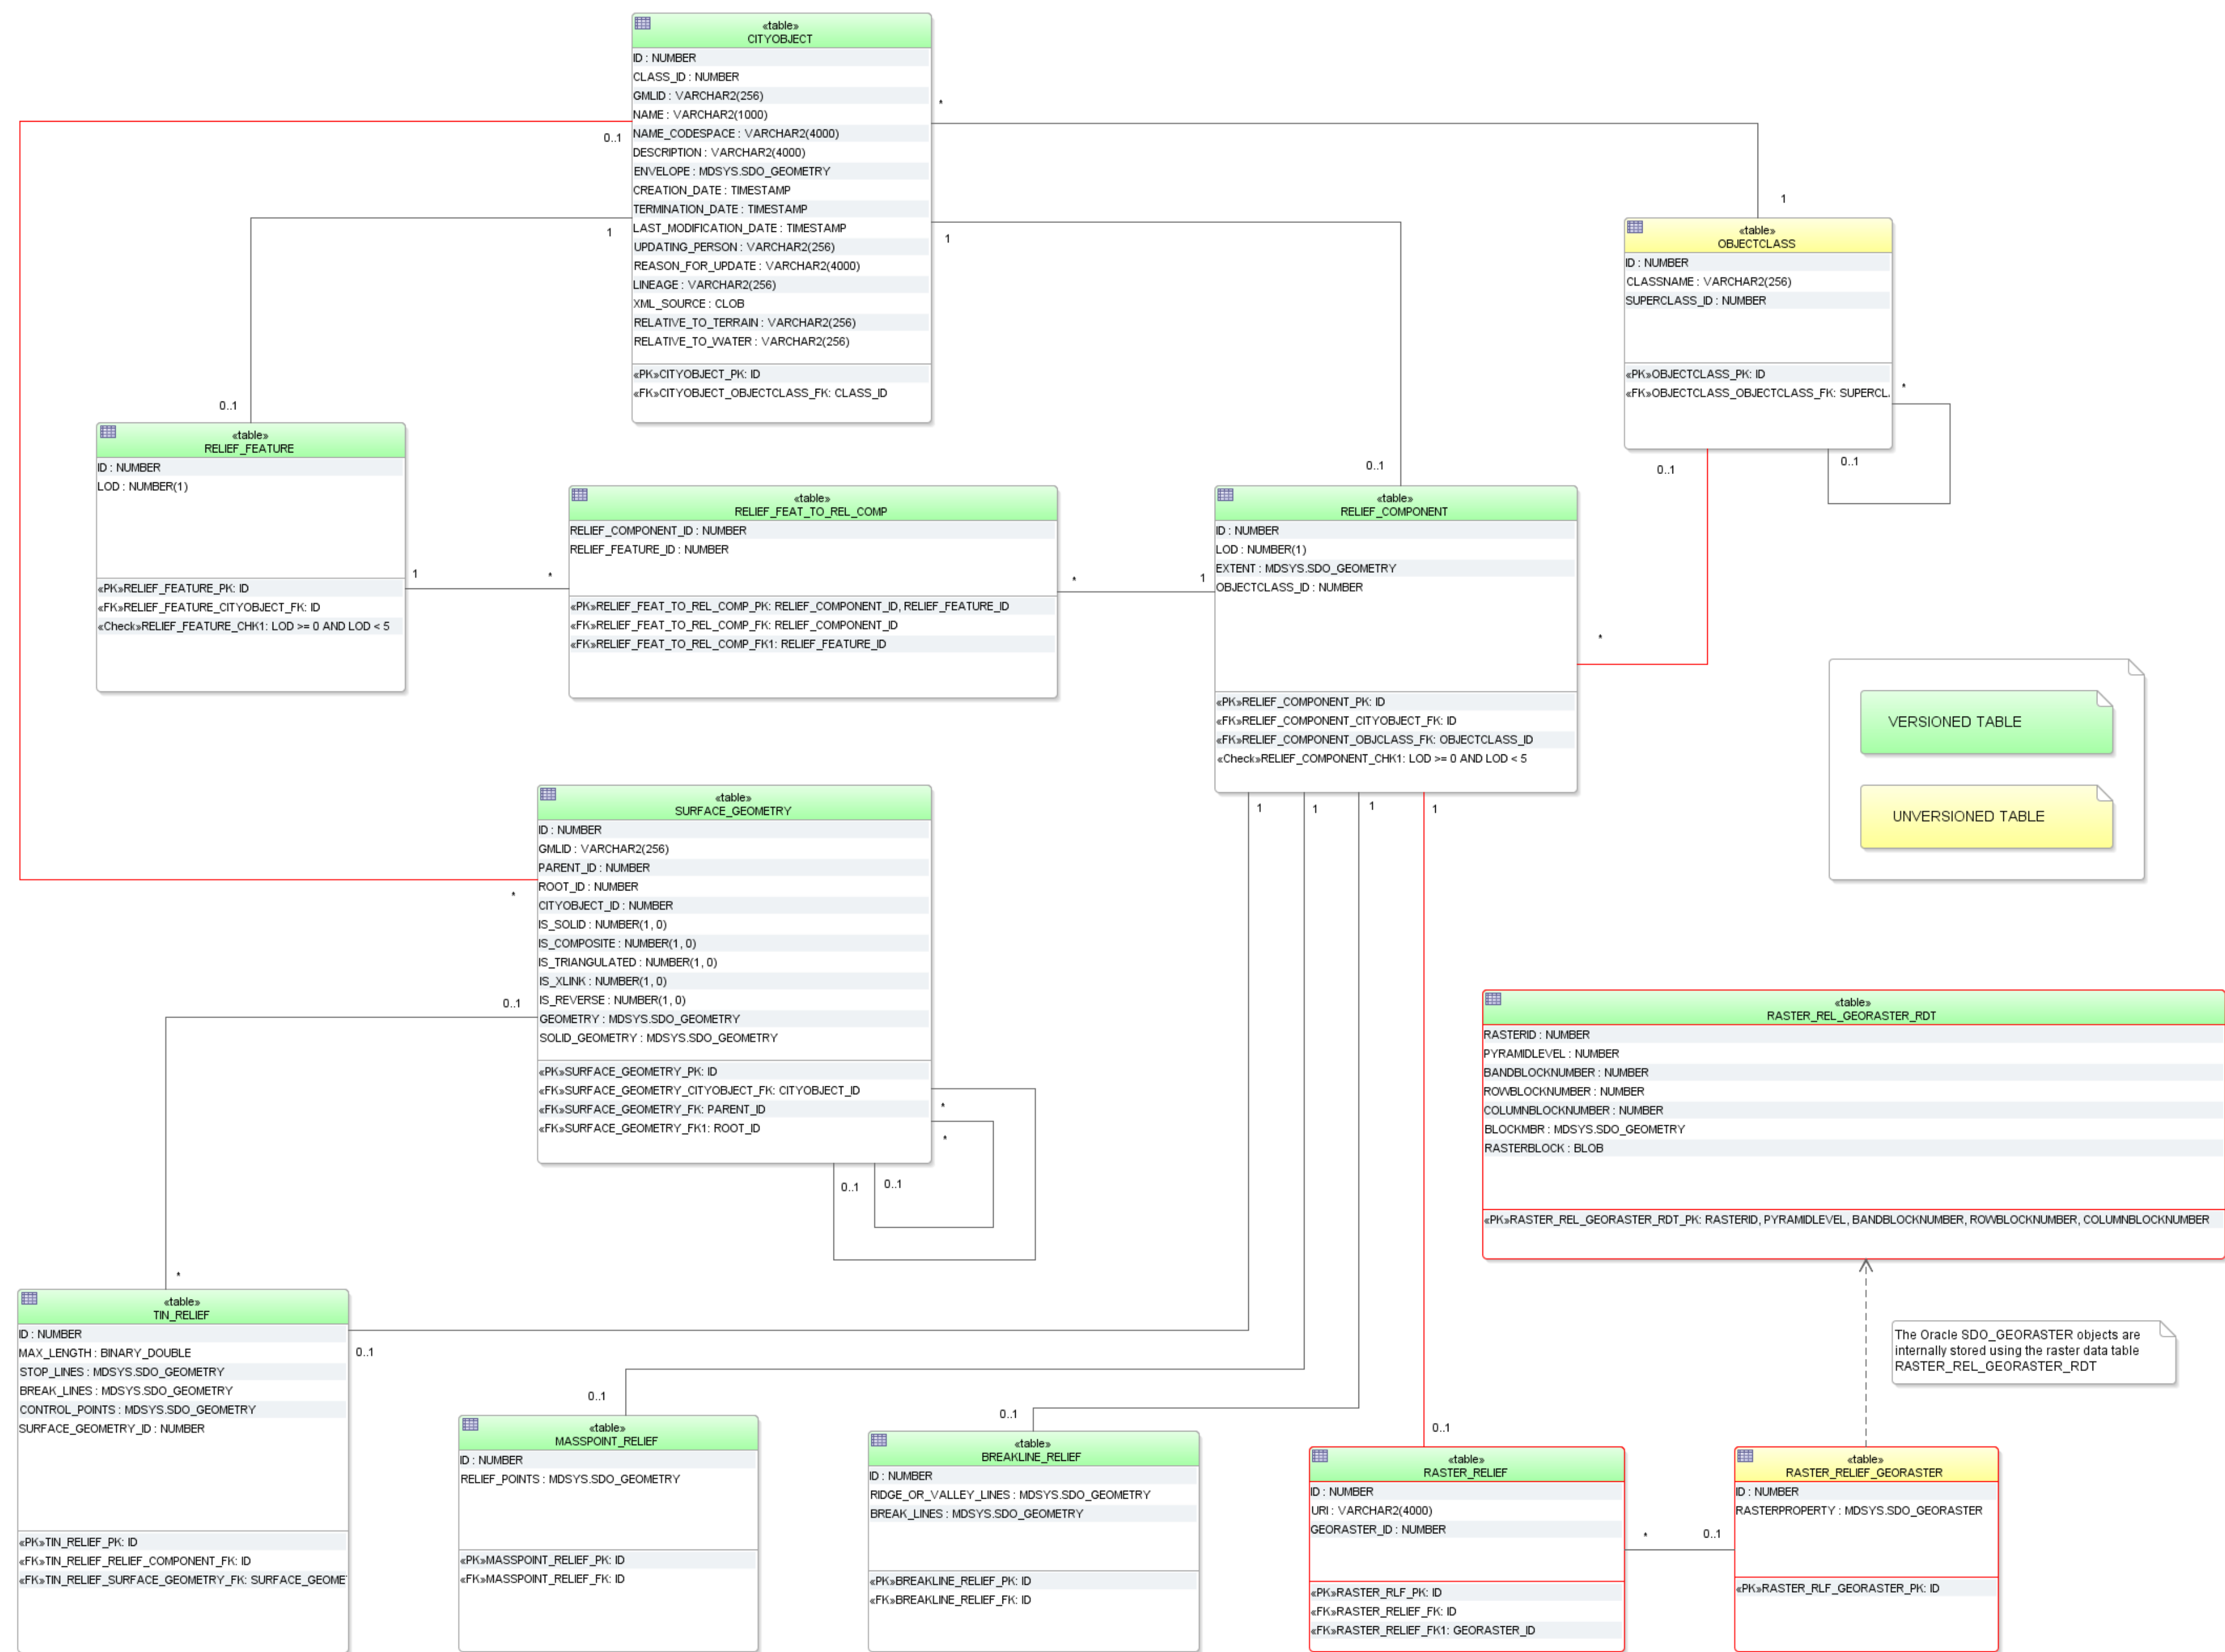 «table»
CITYOBJECT
ID : NUMBER
CLASS_ID : NUMBER
GMLID : VARCHAR2(256)
NAME : VARCHAR2(1000)
NAME_CODESPACE : VARCHAR2(4000)
DESCRIPTION : VARCHAR2(4000)
ENVELOPE : MDSYS.SDO_GEOMETRY
CREATION_DATE : TIMESTAMP
TERMINATION_DATE : TIMESTAMP
LAST_MODIFICATION_DATE : TIMESTAMP
UPDATING_PERSON : VARCHAR2(256)
REASON_FOR_UPDATE : VARCHAR2(4000)
LINEAGE : VARCHAR2(256)
XML_SOURCE : CLOB
RELATIVE_TO_TERRAIN : VARCHAR2(256)
RELATIVE_TO_WATER : VARCHAR2(256)
«PK»CITYOBJECT_PK: ID
«FK»CITYOBJECT_OBJECTCLASS_FK: CLASS_ID
*
0..1
1
1
1
«table»
OBJECTCLASS
ID : NUMBER
CLASSNAME : VARCHAR2(256)
SUPERCLASS_ID : NUMBER
«PK»OBJECTCLASS_PK: ID
«FK»OBJECTCLASS_OBJECTCLASS_FK: SUPERCL.
*
0..1
0..1
0..1
«table»
RELIEF_FEATURE
ID : NUMBER
LOD : NUMBER(1)
«PK»RELIEF_FEATURE_PK: ID
«FK»RELIEF_FEATURE_CITYOBJECT_FK: ID
«Check»RELIEF_FEATURE_CHK1: LOD >= 0 AND LOD < 5
1
*
«table»
RELIEF_FEAT_TO_REL_COMP
RELIEF_COMPONENT_ID : NUMBER
RELIEF_FEATURE_ID : NUMBER
«PK»RELIEF_FEAT_TO_REL_COMP_PK: RELIEF_COMPONENT_ID, RELIEF_FEATURE_ID
«FK»RELIEF_FEAT_TO_REL_COMP_FK: RELIEF_COMPONENT_ID
«FK»RELIEF_FEAT_TO_REL_COMP_FK1: RELIEF_FEATURE_ID
*
1
0..1
«table»
RELIEF_COMPONENT
ID : NUMBER
LOD : NUMBER(1)
EXTENT : MDSYS.SDO_GEOMETRY
OBJECTCLASS_ID : NUMBER
«PK»RELIEF_COMPONENT_PK: ID
«FK»RELIEF_COMPONENT_CITYOBJECT_FK: ID
«FK»RELIEF_COMPONENT_OBJCLASS_FK: OBJECTCLASS_ID
«Check»RELIEF_COMPONENT_CHK1: LOD >= 0 AND LOD < 5
*
1
1
1
1
VERSIONED TABLE
UNVERSIONED TABLE
«table»
SURFACE_GEOMETRY
ID : NUMBER
GMLID : VARCHAR2(256)
PARENT_ID : NUMBER
ROOT_ID : NUMBER
CITYOBJECT_ID : NUMBER
IS_SOLID : NUMBER(1, 0)
IS_COMPOSITE : NUMBER(1, 0)
IS_TRIANGULATED : NUMBER(1, 0)
IS_XLINK : NUMBER(1, 0)
IS_REVERSE : NUMBER(1, 0)
GEOMETRY : MDSYS.SDO_GEOMETRY
SOLID_GEOMETRY : MDSYS.SDO_GEOMETRY
«PK»SURFACE_GEOMETRY_PK: ID
«FK»SURFACE_GEOMETRY_CITYOBJECT_FK: CITYOBJECT_ID
«FK»SURFACE_GEOMETRY_FK: PARENT_ID
«FK»SURFACE_GEOMETRY_FK1: ROOT_ID
*
0..1
*
*
0..1
0..1
«table»
RASTER_REL_GEORASTER_RDT
RASTERID : NUMBER
PYRAMIDLEVEL : NUMBER
BANDBLOCKNUMBER : NUMBER
ROWBLOCKNUMBER : NUMBER
COLUMNBLOCKNUMBER : NUMBER
BLOCKMBR : MDSYS.SDO_GEOMETRY
RASTERBLOCK : BLOB
«PK»RASTER_REL_GEORASTER_RDT_PK: RASTERID, PYRAMIDLEVEL, BANDBLOCKNUMBER, ROWBLOCKNUMBER, COLUMNBLOCKNUMBER
The Oracle SDO_GEORASTER objects are
internally stored using the raster data table
RASTER_REL_GEORASTER_RDT
*
«table»
TIN_RELIEF
ID : NUMBER
MAX_LENGTH : BINARY_DOUBLE
STOP_LINES : MDSYS.SDO_GEOMETRY
BREAK_LINES : MDSYS.SDO_GEOMETRY
CONTROL_POINTS : MDSYS.SDO_GEOMETRY
SURFACE_GEOMETRY_ID : NUMBER
«PK»TIN_RELIEF_PK: ID
«FK»TIN_RELIEF_RELIEF_COMPONENT_FK: ID
«FK»TIN_RELIEF_SURFACE_GEOMETRY_FK: SURFACE_GEOME
0..1
0..1
«table»
MASSPOINT_RELIEF
ID : NUMBER
RELIEF_POINTS : MDSYS.SDO_GEOMETRY
«PK»MASSPOINT_RELIEF_PK: ID
«FK»MASSPOINT_RELIEF_FK: ID
0..1
«table»
BREAKLINE_RELIEF
ID : NUMBER
RIDGE_OR_VALLEY_LINES : MDSYS.SDO_GEOMETRY
BREAK_LINES : MDSYS.SDO_GEOMETRY
«PK»BREAKLINE_RELIEF_PK: ID
«FK»BREAKLINE_RELIEF_FK: ID
0..1
«table»
RASTER_RELIEF
ID : NUMBER
URI : VARCHAR2(4000)
GEORASTER_ID : NUMBER
«PK»RASTER_RLF_PK: ID
«FK»RASTER_RELIEF_FK: ID
«FK»RASTER_RELIEF_FK1: GEORASTER_ID
*
0..1
«table»
RASTER_RELIEF_GEORASTER
ID : NUMBER
RASTERPROPERTY : MDSYS.SDO_GEORASTER
«PK»RASTER_RLF_GEORASTER_PK: ID